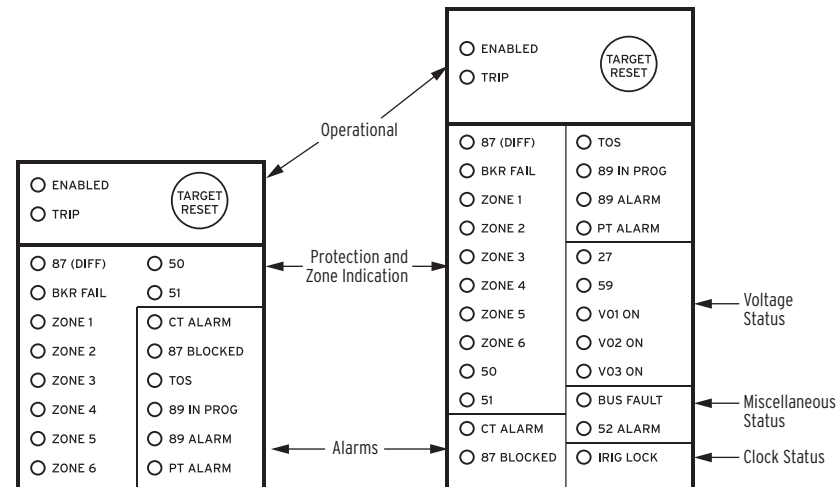 ENABLED
TRIP
TARGET
RESET
87 (DIFF)
BKR FAIL
ZONE 1
ZONE 2
ZONE 3
ZONE 4
ZONE 5
ZONE 6
50
51
CT ALARM
87 BLOCKED
TOS
89 IN PROG
89 ALARM
PT ALARM
Operational
Protection and
Zone Indication
Alarms
ENABLED
TRIP
TARGET
RESET
87 (DIFF)
BKR FAIL
ZONE 1
ZONE 2
ZONE 3
ZONE 4
ZONE 5
ZONE 6
50
51
CT ALARM
87 BLOCKED
TOS
89 IN PROG
89 ALARM
PT ALARM
27
59
V01 ON
V02 ON
V03 ON
BUS FAULT
52 ALARM
IRIG LOCK
Voltage
Status
Miscellaneous
Status
Clock Status